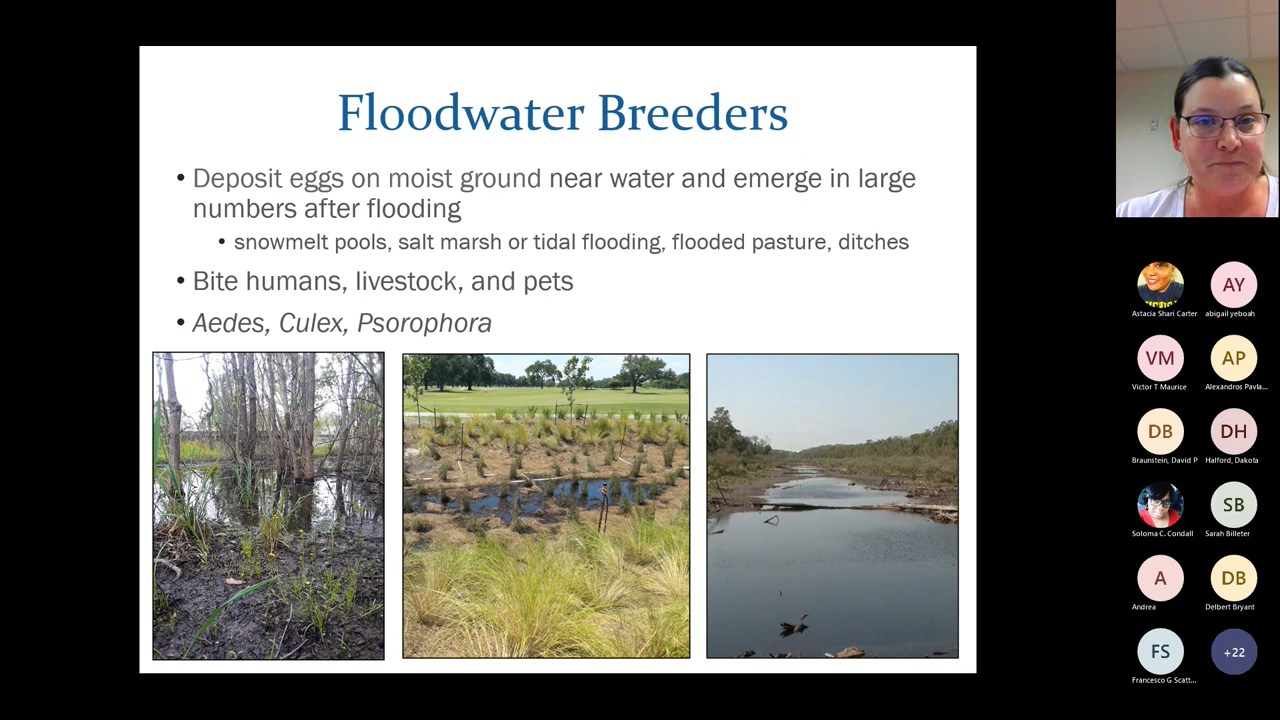 Floodwater Breeders
• Deposit eggs on moist ground near water and emerge in large
numbers after flooding
• snowmelt pools, salt marsh or tidal flooding, flooded pasture, ditches
• Bite humans, livestock, and pets
• Aedes, Culex, Psorophora
Astacia Shari Carter
AY
abigail yeboah
VM
Victor T Maurice
AP
Alexandros Pavla...
DB
Braunstein, David P
DH
Halford, Dakota
Soloma C. Condall
SB
Sarah Billeter
A
Andrea
DB
Delbert Bryant
FS
Francesco G Scatt...
+22